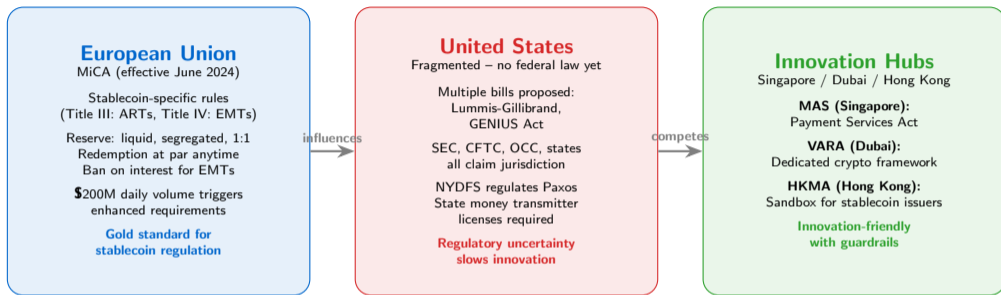 European Union
MiCA (effective June 2024)
Stablecoin-specific rules
(Title III: ARTs, Title IV: EMTs)
Reserve: liquid, segregated, 1:1
Redemption at par anytime
Ban on interest for EMTs
$200M daily volume triggers
enhanced requirements
Gold standard for
stablecoin regulation
influences
United States
Fragmented – no federal law yet
Multiple bills proposed:
Lummis-Gillibrand,
GENIUS Act
SEC, CFTC, OCC, states
all claim jurisdiction
NYDFS regulates Paxos
State money transmitter
licenses required
Regulatory uncertainty
slows innovation
competes
Innovation Hubs
Singapore / Dubai / Hong Kong
MAS (Singapore):
Payment Services Act
VARA (Dubai):
Dedicated crypto framework
HKMA (Hong Kong):
Sandbox for stablecoin issuers
Innovation-friendly
with guardrails